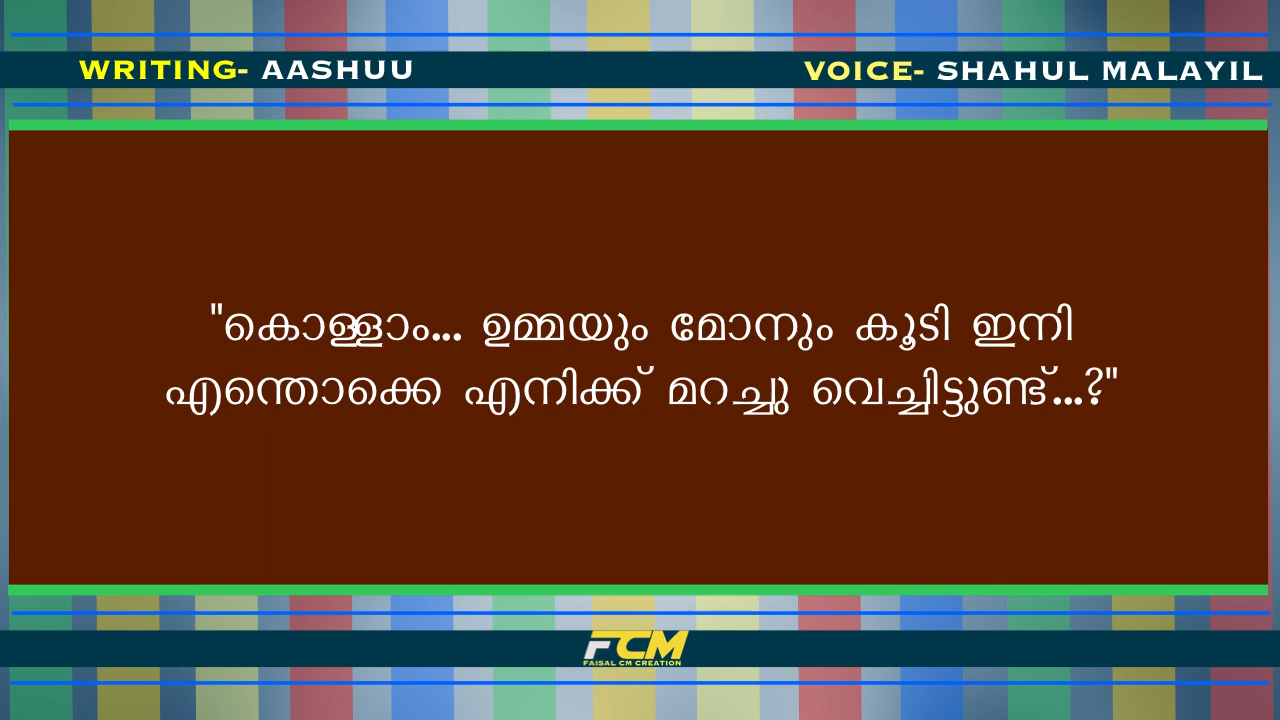 WRITING- AASHUU
VOICE- SHAHUL MALAYIL
"കൊള്ളാം... ഉമ്മയും മോനും കൂടി ഇനി
എന്തൊക്കെ എനിക്ക് മറച്ചു വെച്ചിട്ടുണ്ട്...?"
FCM
FAISAL CM CREATION